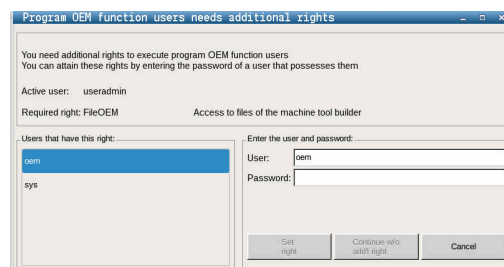 Program OEM function users needs additional rights
You need additional rights to execute program OEM function users
You can attain these rights by entering the password of a user that possesses them
Active user: useradmin
Required right: FileOEM Access to files of the machine tool builder
Users that have this right:
oem
sys
Enter the user and password:
User: oem
Password:
Set right
Continue w/o add'l right
Cancel